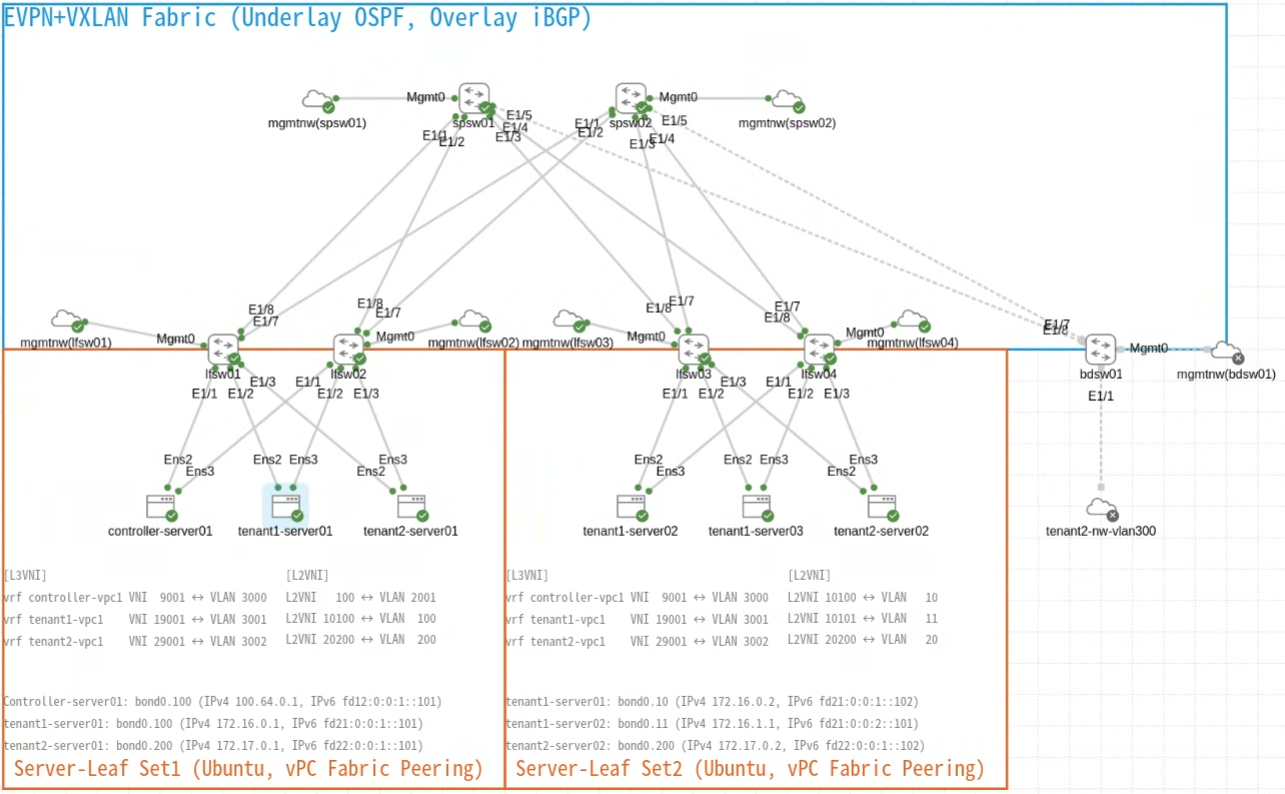 EVPN+VXLAN Fabric (Underlay OSPF, Overlay iBGP)
mgmtnw(spsw01)
Mgmt0
spsw01
E1/1
E1/2
E1/5
E1/4
E1/3
E1/1
E1/2
spsw02
Mgmt0
E1/5
E1/4
E1/3
mgmtnw(spsw02)
mgmtnw(lfsw01)
Mgmt0
E1/8
E1/7
lfsw01
E1/1
E1/2
E1/3
E1/8
E1/7
Mgmt0
mgmtnw(lfsw02)
lfsw02
E1/1
E1/2
E1/3
mgmtnw(lfsw03)
Mgmt0
E1/8
E1/7
lfsw03
E1/1
E1/2
E1/3
E1/7
E1/8
Mgmt0
mgmtnw(lfsw04)
lfsw04
E1/1
E1/2
E1/3
E1/7
Mgmt0
bdsw01
mgmtnw(bdsw01)
E1/1
Ens2
Ens3
Ens2
Ens3
Ens3
Ens2
Ens2
Ens3
Ens2
Ens3
Ens3
Ens2
controller-server01
tenant1-server01
tenant2-server01
tenant1-server02
tenant1-server03
tenant2-server02
tenant2-nw-vlan300
[L3VNI]
vrf controller-vpc1 VNI 9001 ↔ VLAN 3000
vrf tenant1-vpc1 VNI 19001 ↔ VLAN 3001
vrf tenant2-vpc1 VNI 29001 ↔ VLAN 3002
[L2VNI]
L2VNI 100 ↔ VLAN 2001
L2VNI 10100 ↔ VLAN 100
L2VNI 20200 ↔ VLAN 200
Controller-server01: bond0.100 (IPv4 100.64.0.1, IPv6 fd12:0:0:1::101)
tenant1-server01: bond0.100 (IPv4 172.16.0.1, IPv6 fd21:0:0:1::101)
tenant2-server01: bond0.200 (IPv4 172.17.0.1, IPv6 fd22:0:0:1::101)
Server-Leaf Set1 (Ubuntu, vPC Fabric Peering)
[L3VNI]
vrf controller-vpc1 VNI 9001 ↔ VLAN 3000
vrf tenant1-vpc1 VNI 19001 ↔ VLAN 3001
vrf tenant2-vpc1 VNI 29001 ↔ VLAN 3002
[L2VNI]
L2VNI 10100 ↔ VLAN 10
L2VNI 10101 ↔ VLAN 11
L2VNI 20200 ↔ VLAN 20
tenant1-server01: bond0.10 (IPv4 172.16.0.2, IPv6 fd21:0:0:1::102)
tenant1-server02: bond0.11 (IPv4 172.16.1.1, IPv6 fd21:0:0:2::101)
tenant2-server02: bond0.200 (IPv4 172.17.0.2, IPv6 fd22:0:0:1::102)
Server-Leaf Set2 (Ubuntu, vPC Fabric Peering)